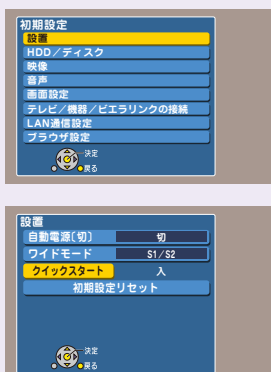 初期設定
設置
HDD/ディスク
映像
音声
画面設定
テレビ/機器/ビエラリンクの接続
LAN通信設定
ブラウザ設定
決定
戻る
設置
自動電源〔切〕 切
ワイドモード S1/S2
クイックスタート 入
初期設定リセット
決定
戻る